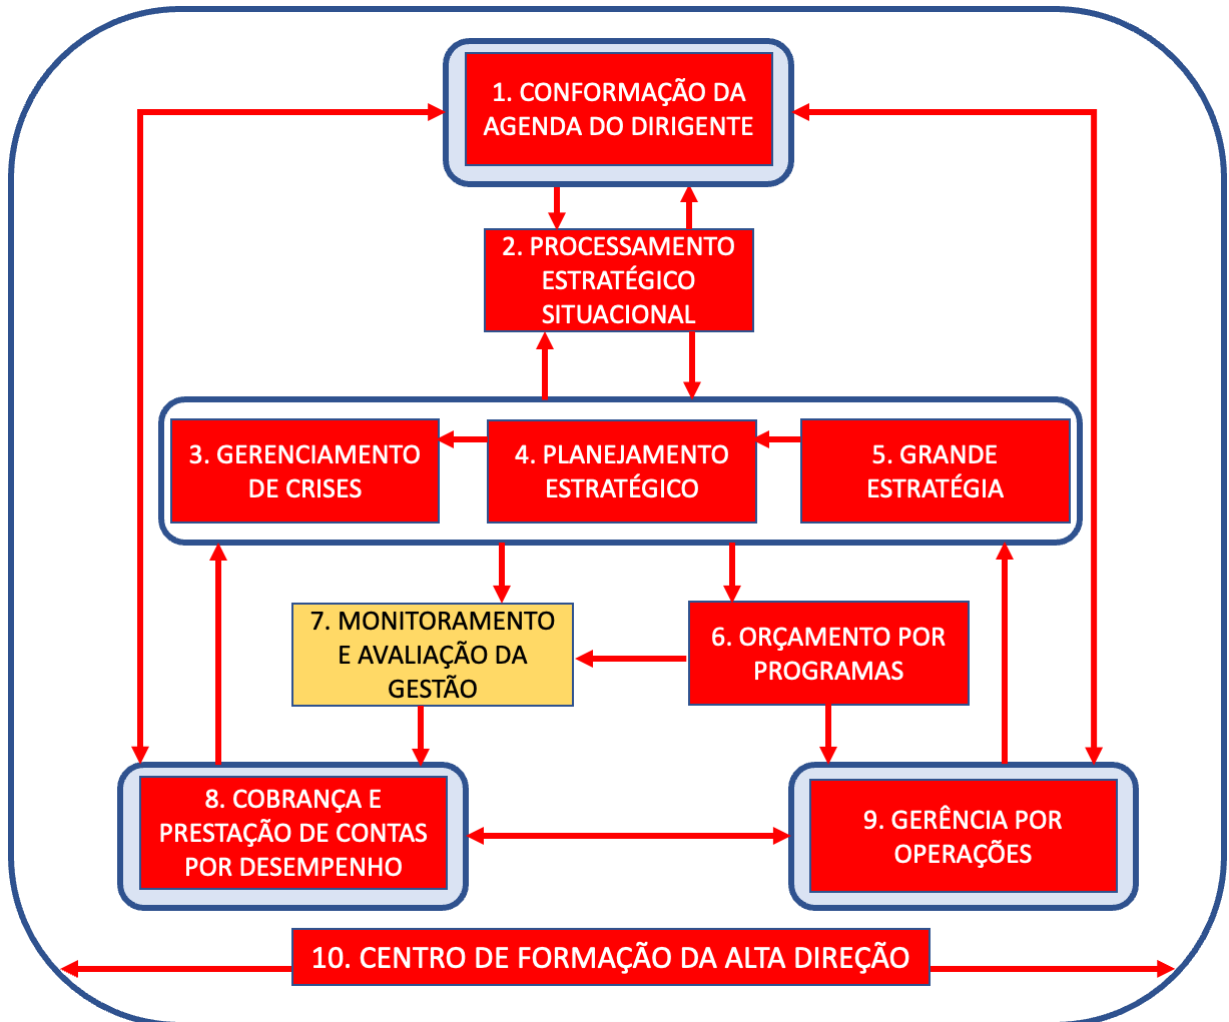 1. CONFORMAÇÃO DA
AGENDA DO DIRIGENTE
2. PROCESSAMENTO
ESTRATÉGICO
SITUACIONAL
3. GERENCIAMENTO
DE CRISES
4. PLANEJAMENTO
ESTRATÉGICO
5. GRANDE
ESTRATÉGIA
7. MONITORAMENTO
E AVALIAÇÃO DA
GESTÃO
6. ORÇAMENTO POR
PROGRAMAS
8. COBRANÇA E
PRESTAÇÃO DE CONTAS
POR DESEMPENHO
9. GERÊNCIA POR
OPERAÇÕES
10. CENTRO DE FORMAÇÃO DA ALTA DIREÇÃO